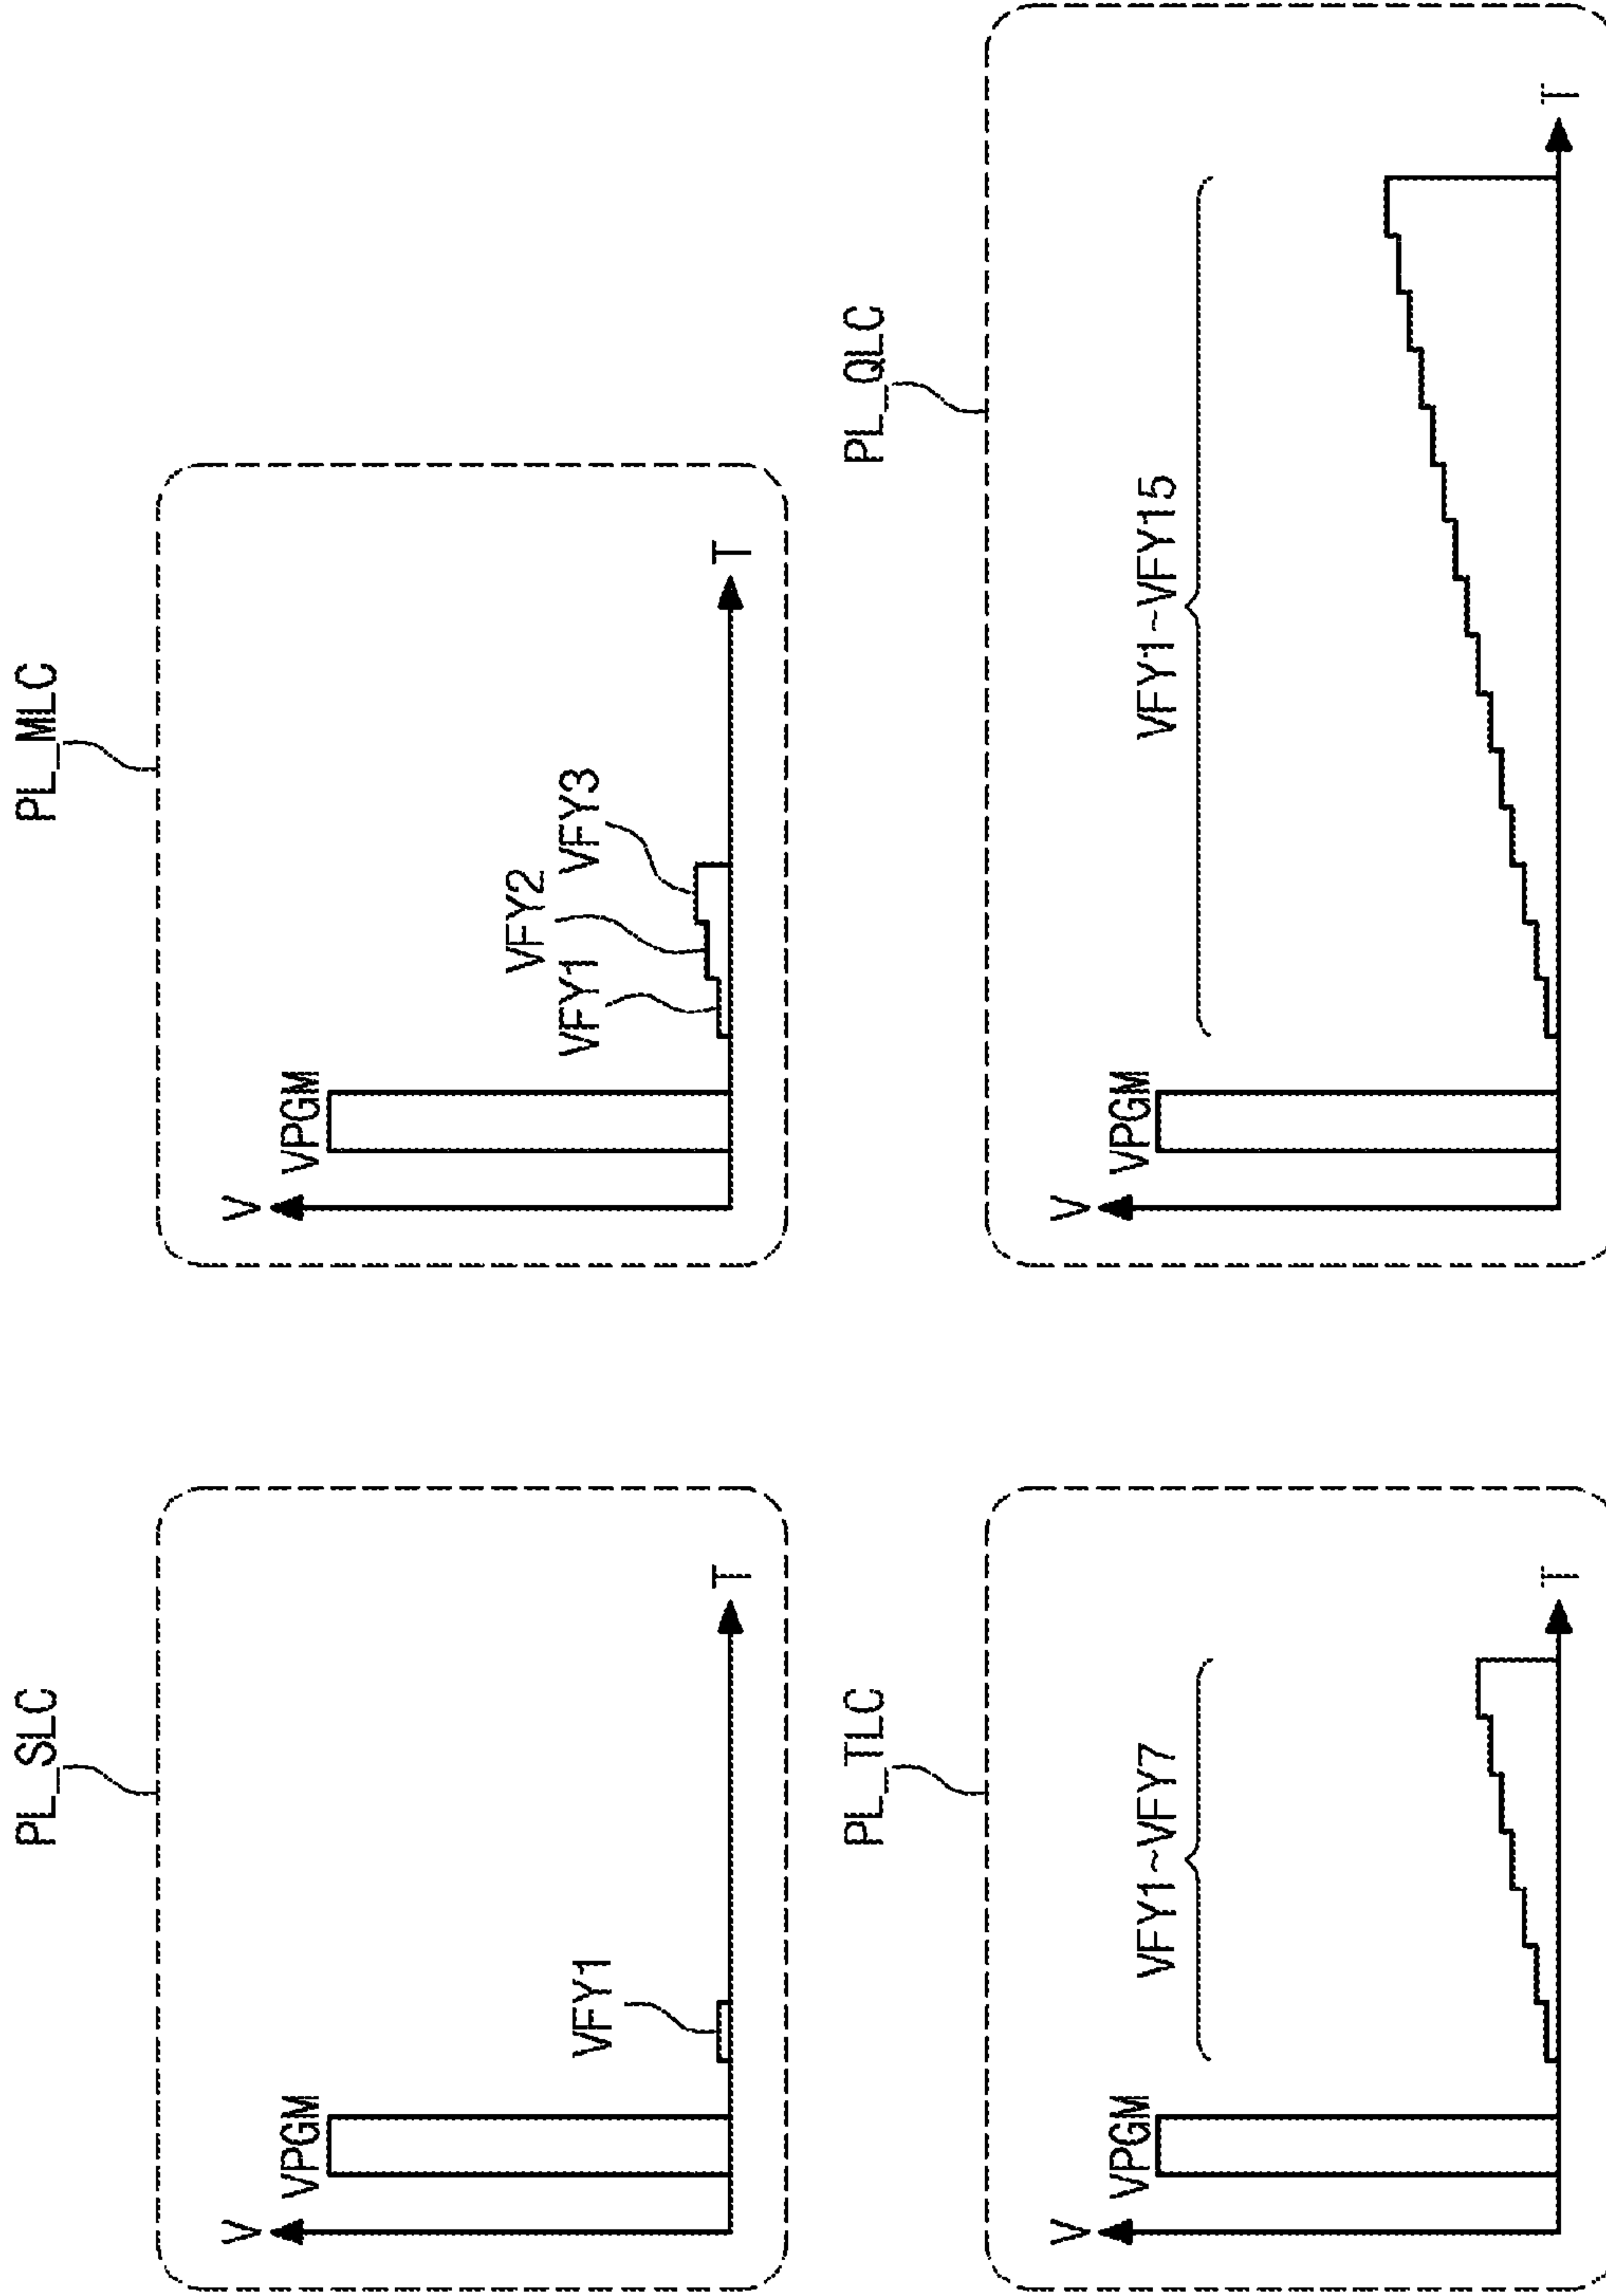 PL_SLC
V
VPGM
VFY1
T
PL_MLC
V
VPGM
VFY1
VFY2
VFY3
T
PL_TLC
V
VPGM
VFY1~VFY7
T
PL_QLC
V
VPGM
VFY1~VFY15
T